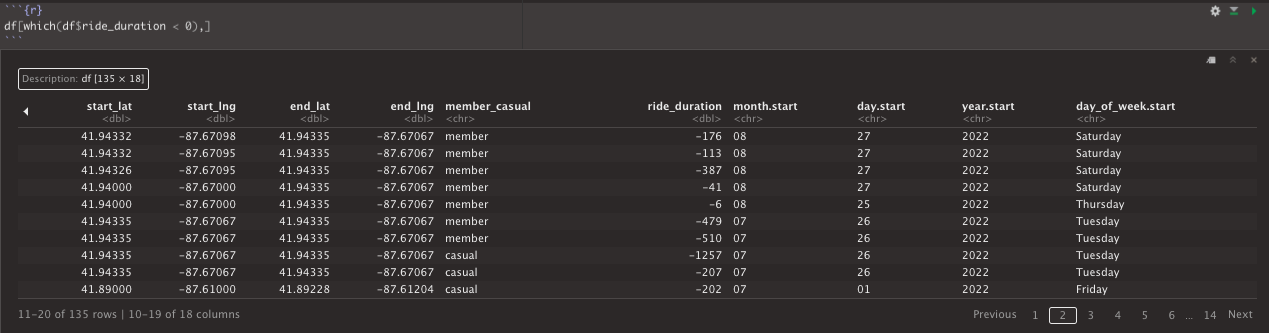 ```{r}
df[which(df$ride_duration < 0),]
```
Description: df [135 × 18]
start_lat start_lng end_lat end_lng member_casual ride_duration month.start day.start year.start day_of_week.start
<dbl> <dbl> <dbl> <dbl> <chr> <dbl> <chr> <chr> <chr> <chr>
41.94332 -87.67098 41.94335 -87.67067 member -176 08 27 2022 Saturday
41.94332 -87.67095 41.94335 -87.67067 member -113 08 27 2022 Saturday
41.94326 -87.67095 41.94335 -87.67067 member -387 08 27 2022 Saturday
41.94000 -87.67000 41.94335 -87.67067 member -41 08 27 2022 Saturday
41.94000 -87.67000 41.94335 -87.67067 member -6 08 25 2022 Thursday
41.94335 -87.67067 41.94335 -87.67067 member -479 07 26 2022 Tuesday
41.94335 -87.67067 41.94335 -87.67067 member -510 07 26 2022 Tuesday
41.94335 -87.67067 41.94335 -87.67067 casual -1257 07 26 2022 Tuesday
41.94335 -87.67067 41.94335 -87.67067 casual -207 07 26 2022 Tuesday
41.89000 -87.61000 41.89228 -87.61204 casual -202 07 01 2022 Friday
11-20 of 135 rows | 10-19 of 18 columns Previous 1 2 3 4 5 6 ... 14 Next